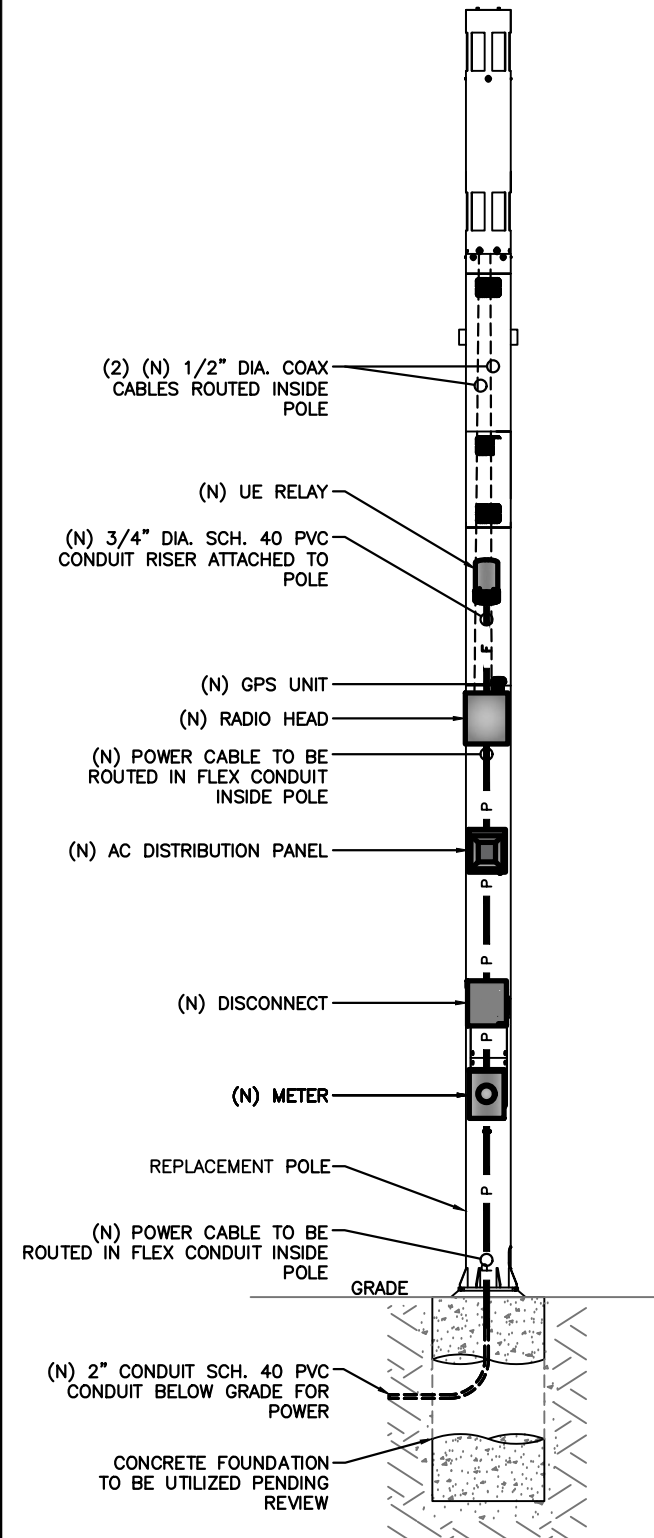 (2) (N) 1/2" DIA. COAX
CABLES ROUTED INSIDE
POLE
(N) UE RELAY
(N) 3/4" DIA. SCH. 40 PVC
CONDUIT RISER ATTACHED TO
POLE
F
(N) GPS UNIT
(N) RADIO HEAD
(N) POWER CABLE TO BE
ROUTED IN FLEX CONDUIT
INSIDE POLE
P
(N) AC DISTRIBUTION PANEL
P
P
(N) DISCONNECT
P
(N) METER
REPLACEMENT POLE
P
(N) POWER CABLE TO BE
ROUTED IN FLEX CONDUIT INSIDE
POLE
P
GRADE
(N) 2" CONDUIT SCH. 40 PVC
CONDUIT BELOW GRADE FOR
POWER
CONCRETE FOUNDATION
TO BE UTILIZED PENDING
REVIEW